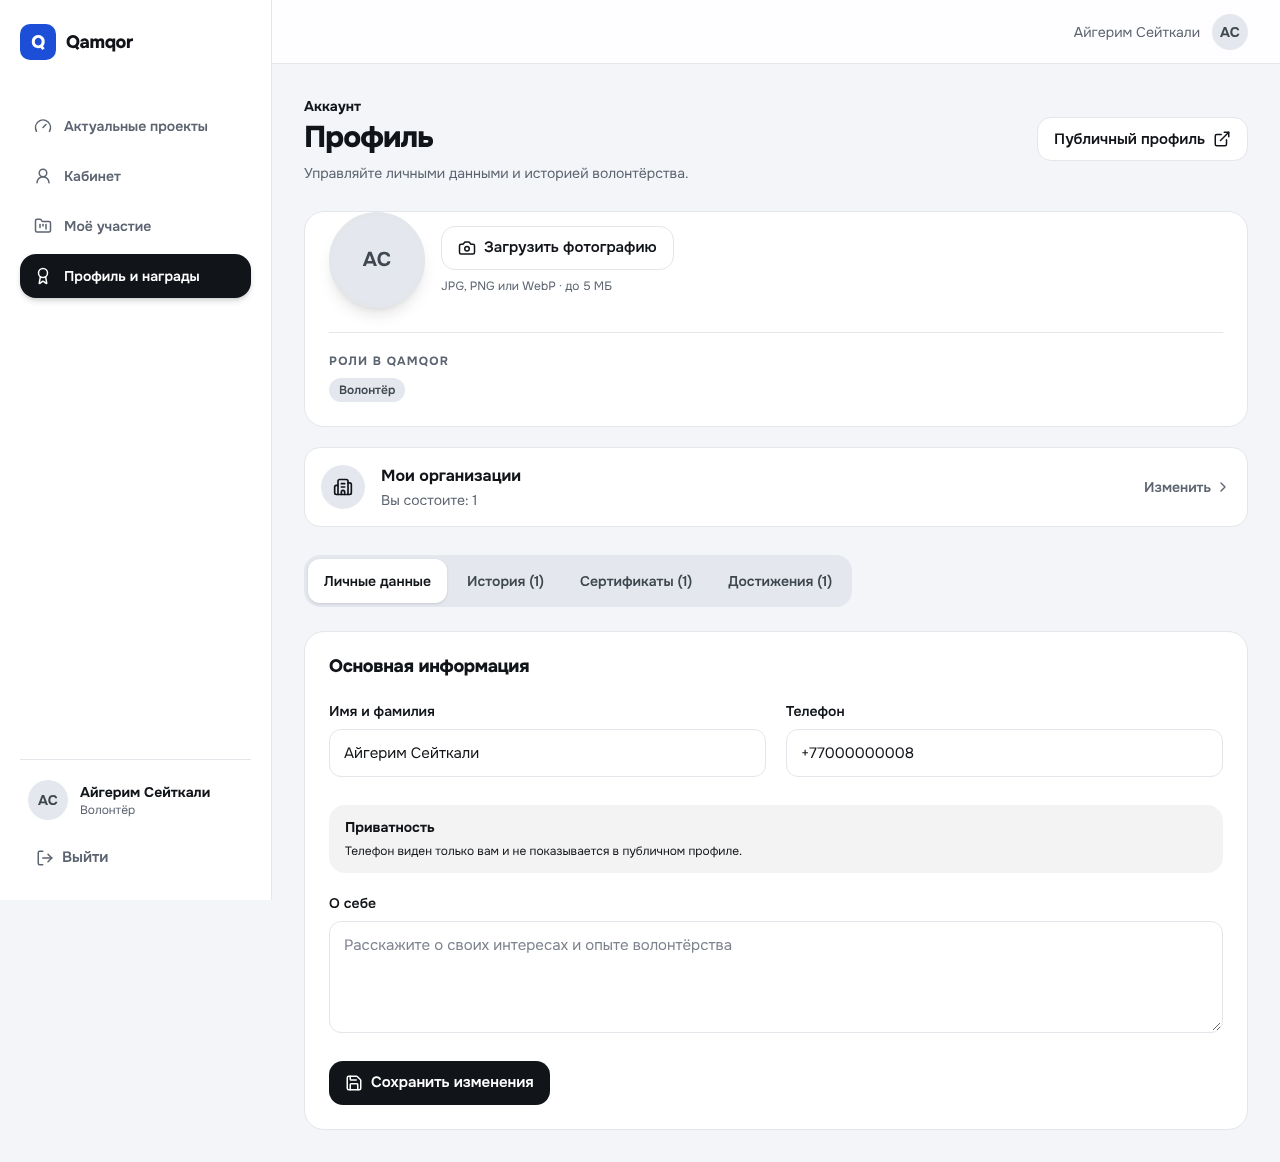 Q Qamqor
Актуальные проекты
Кабинет
Моё участие
Профиль и награды
АС Айгерим Сейткали
Волонтёр
Выйти
Айгерим Сейткали АС
Аккаунт
Профиль
Управляйте личными данными и историей волонтёрства.
Публичный профиль
АС
Загрузить фотографию
JPG, PNG или WebP · до 5 МБ
РОЛИ В QAMQOR
Волонтёр
Мои организации
Вы состоите: 1
Изменить
Личные данные История (1) Сертификаты (1) Достижения (1)
Основная информация
Имя и фамилия Телефон
Айгерим Сейткали +77000000008
Приватность
Телефон виден только вам и не показывается в публичном профиле.
О себе
Расскажите о своих интересах и опыте волонтёрства
Сохранить изменения